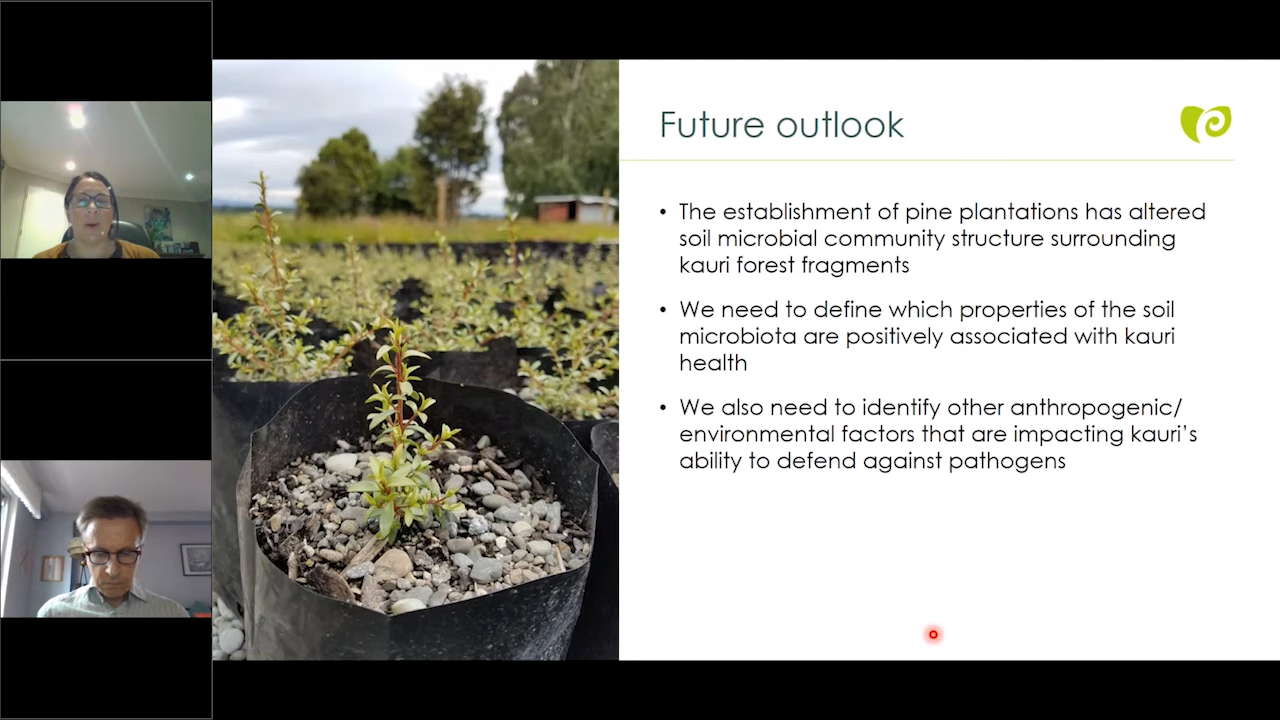 Future outlook
• The establishment of pine plantations has altered
soil microbial community structure surrounding
kauri forest fragments
• We need to define which properties of the soil
microbiota are positively associated with kauri
health
• We also need to identify other anthropogenic/
environmental factors that are impacting kauri's
ability to defend against pathogens